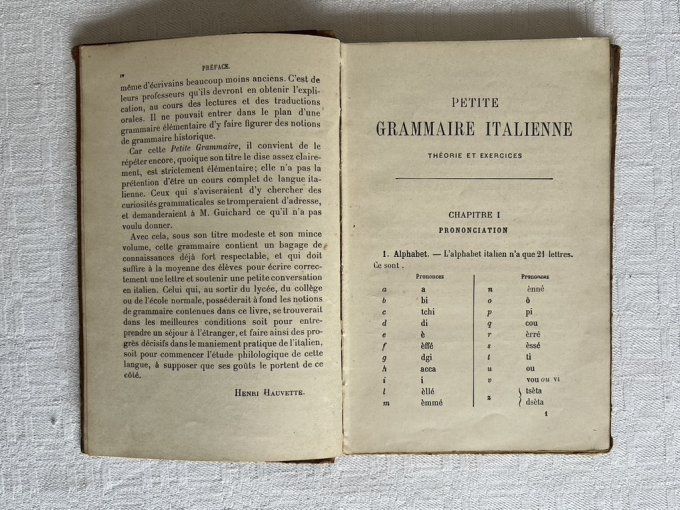 PRÉFACE.
IV
même d'écrivains beaucoup moins anciens. C'est de
leurs professeurs qu'ils devront en obtenir l'expli-
cation, au cours des lectures et des traductions
orales. Il ne pouvait entrer dans le plan d'une
grammaire élémentaire d'y faire figurer des notions
de grammaire historique.
Car cette Petite Grammaire, il convient de le
répéter encore, quoique son titre le dise assez claire-
ment, est strictement élémentaire; elle n'a pas la
prétention d'être un cours complet de langue ita-
lienne. Ceux qui s'aviseraient d'y chercher des
curiosités grammaticales se tromperaient d'adresse,
et demanderaient à M. Guichard ce qu'il n'a pas
voulu donner.
Avec cela, sous son titre modeste et son mince
volume, cette grammaire contient un bagage de
connaissances déjà fort respectable, et qui doit
suffire à la moyenne des élèves pour écrire correcte-
ment une lettre et soutenir une petite conversation
en italien. Celui qui, au sortir du lycée, du collège
ou de l'école normale, posséderait à fond les notions
de grammaire contenues dans ce livre, se trouverait
dans les meilleures conditions soit pour entre-
prendre un séjour à l'étranger, et faire ainsi des pro-
grès décisifs dans le maniement pratique de l'italien,
soit pour commencer l'étude philologique de cette
langue, à supposer que ses goûts le portent de ce
côté.
HENRI HAUVETTE.
PETITE
GRAMMAIRE ITALIENNE
THÉORIE ET EXERCICES
CHAPITRE I
PRONONCIATION
1. Alphabet. — L'alphabet italien n'a que 21 lettres.
Ce sont :
Prononcez Prononcez
a a n ènné
b bi o ò
c tchi p pi
d di q cou
e è r èrré
f èffé s èssé
g dgi t ti
h acca u ou
i i v vou ou vi
l èllé z tsèta
m èmmé dsèta
1